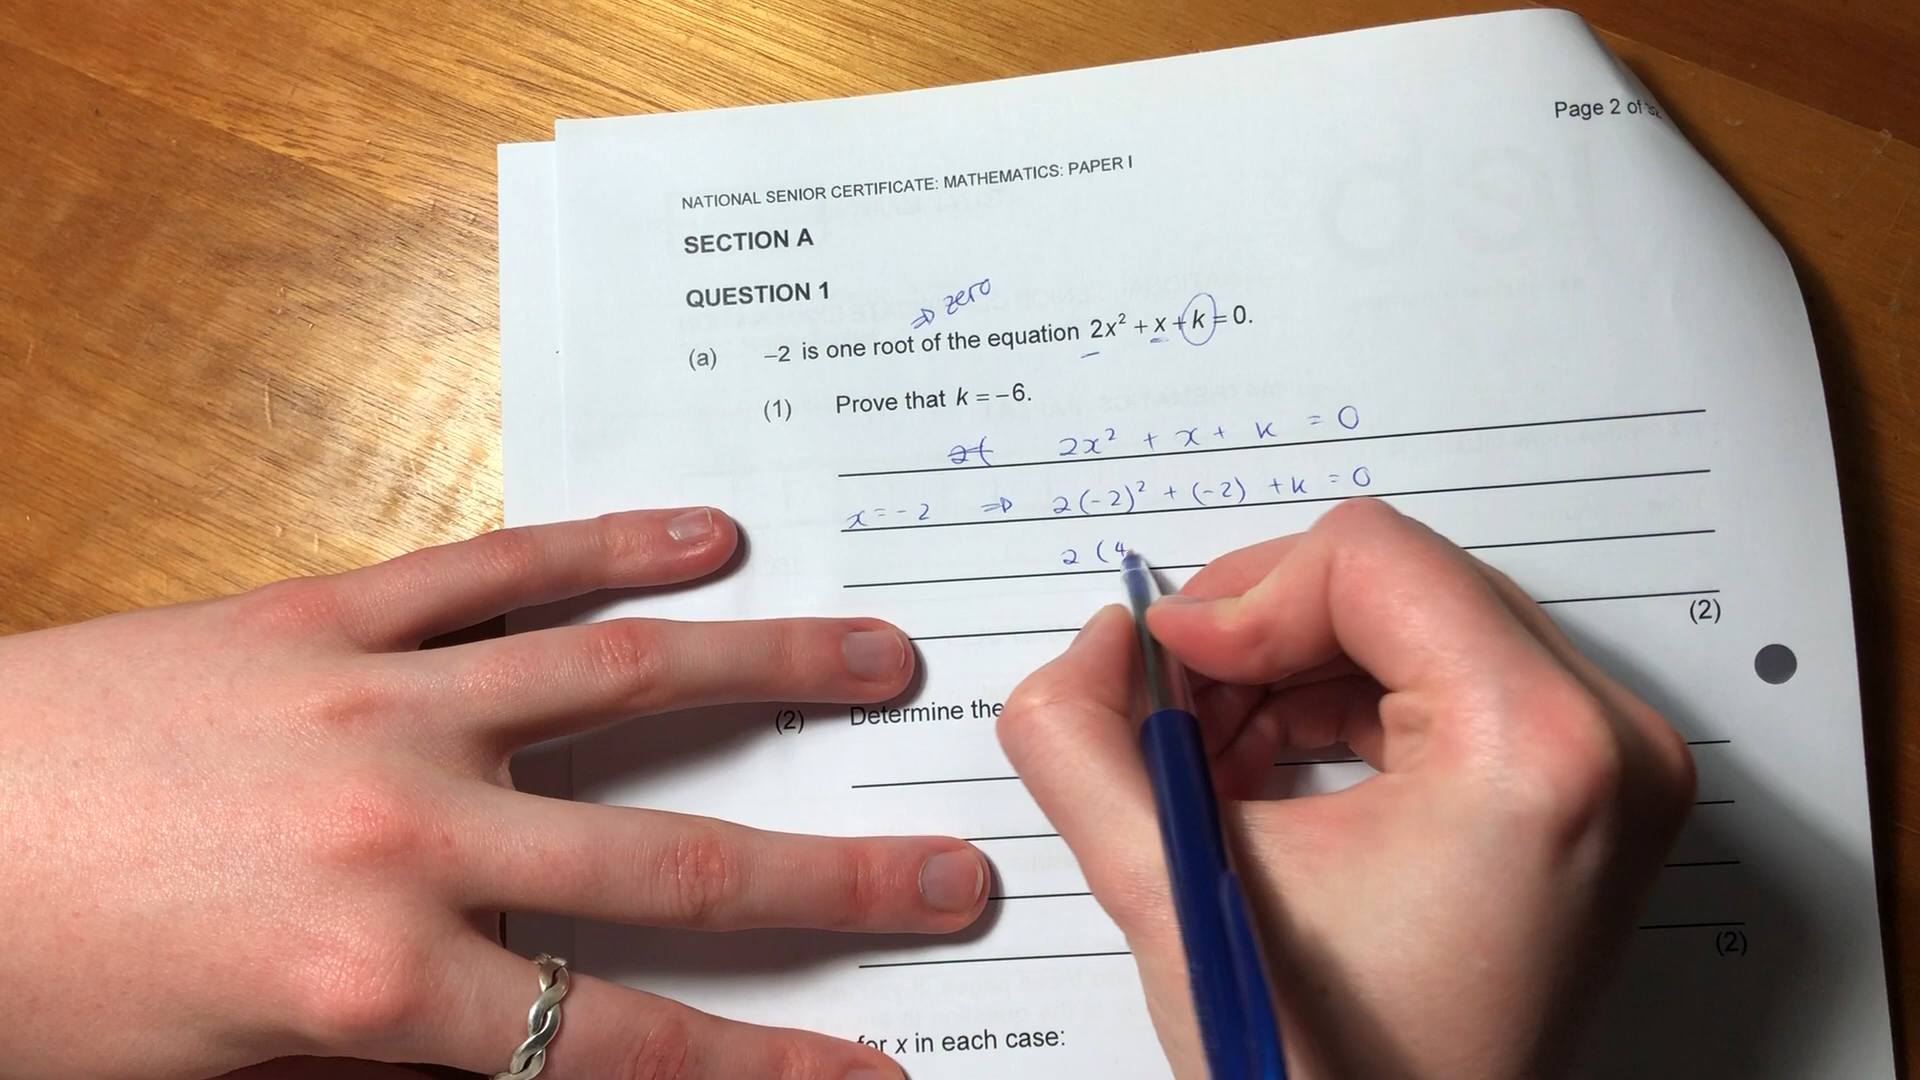 Page 2 of 32
NATIONAL SENIOR CERTIFICATE: MATHEMATICS: PAPER I
SECTION A
QUESTION 1
⇒ zero
(a) –2 is one root of the equation 2x² + x + k = 0.
(1) Prove that k = –6.
2x² + x + k = 0
x = -2 ⇒ 2(-2)² + (-2) + k = 0
2 (4
(2)
(2) Determine the
(2)
for x in each case: